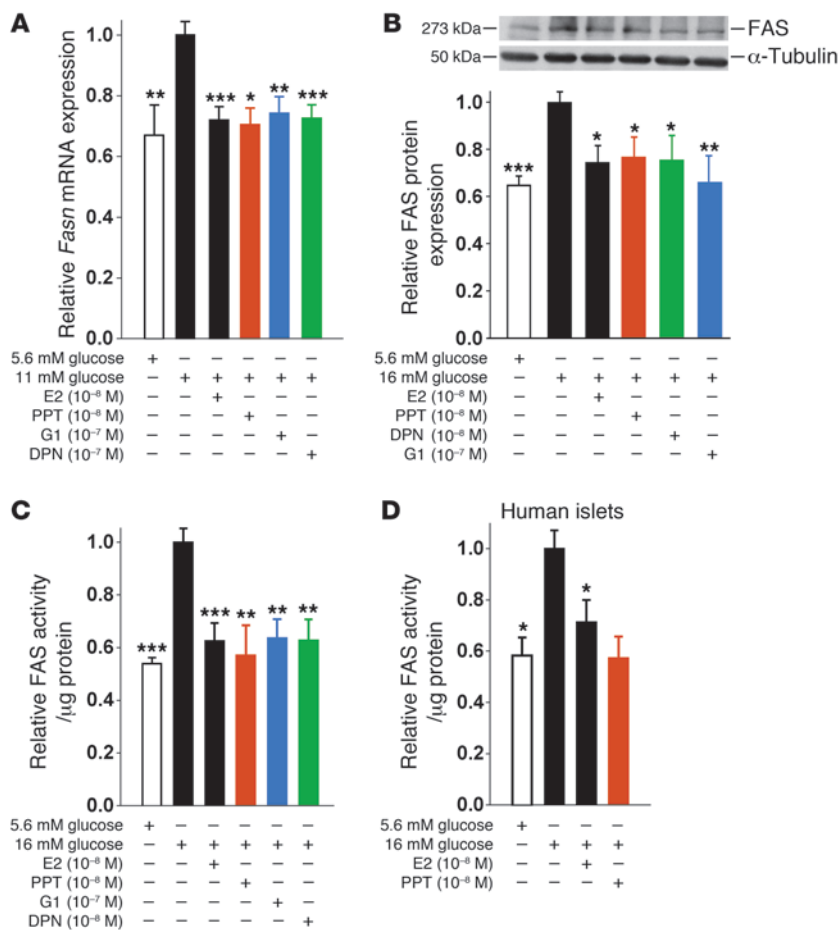 A
Relative Fasn mRNA expression
1.0
0.8
0.6
0.4
0.2
0.0
** *** * ** ***
5.6 mM glucose + – – – – –
11 mM glucose – + + + + +
E2 (10⁻⁸ M) – – + – – –
PPT (10⁻⁸ M) – – – + – –
G1 (10⁻⁷ M) – – – – + –
DPN (10⁻⁷ M) – – – – – +
B
273 kDa FAS
50 kDa α-Tubulin
Relative FAS protein
expression
1.0
0.8
0.6
0.4
0.2
0.0
*** * * * **
5.6 mM glucose + – – – – –
16 mM glucose – + + + + +
E2 (10⁻⁸ M) – – + – – –
PPT (10⁻⁸ M) – – – + – –
DPN (10⁻⁸ M) – – – – + –
G1 (10⁻⁷ M) – – – – – +
C
Relative FAS activity
/µg protein
1.0
0.8
0.6
0.4
0.2
0.0
*** *** ** ** **
5.6 mM glucose + – – – – –
16 mM glucose – + + + + +
E2 (10⁻⁸ M) – – + – – –
PPT (10⁻⁸ M) – – – + – –
G1 (10⁻⁷ M) – – – – + –
DPN (10⁻⁸ M) – – – – – +
D
Human islets
Relative FAS activity
/µg protein
1.0
0.8
0.6
0.4
0.2
0.0
* *
5.6 mM glucose + – – –
16 mM glucose – + + +
E2 (10⁻⁸ M) – – + –
PPT (10⁻⁸ M) – – – +